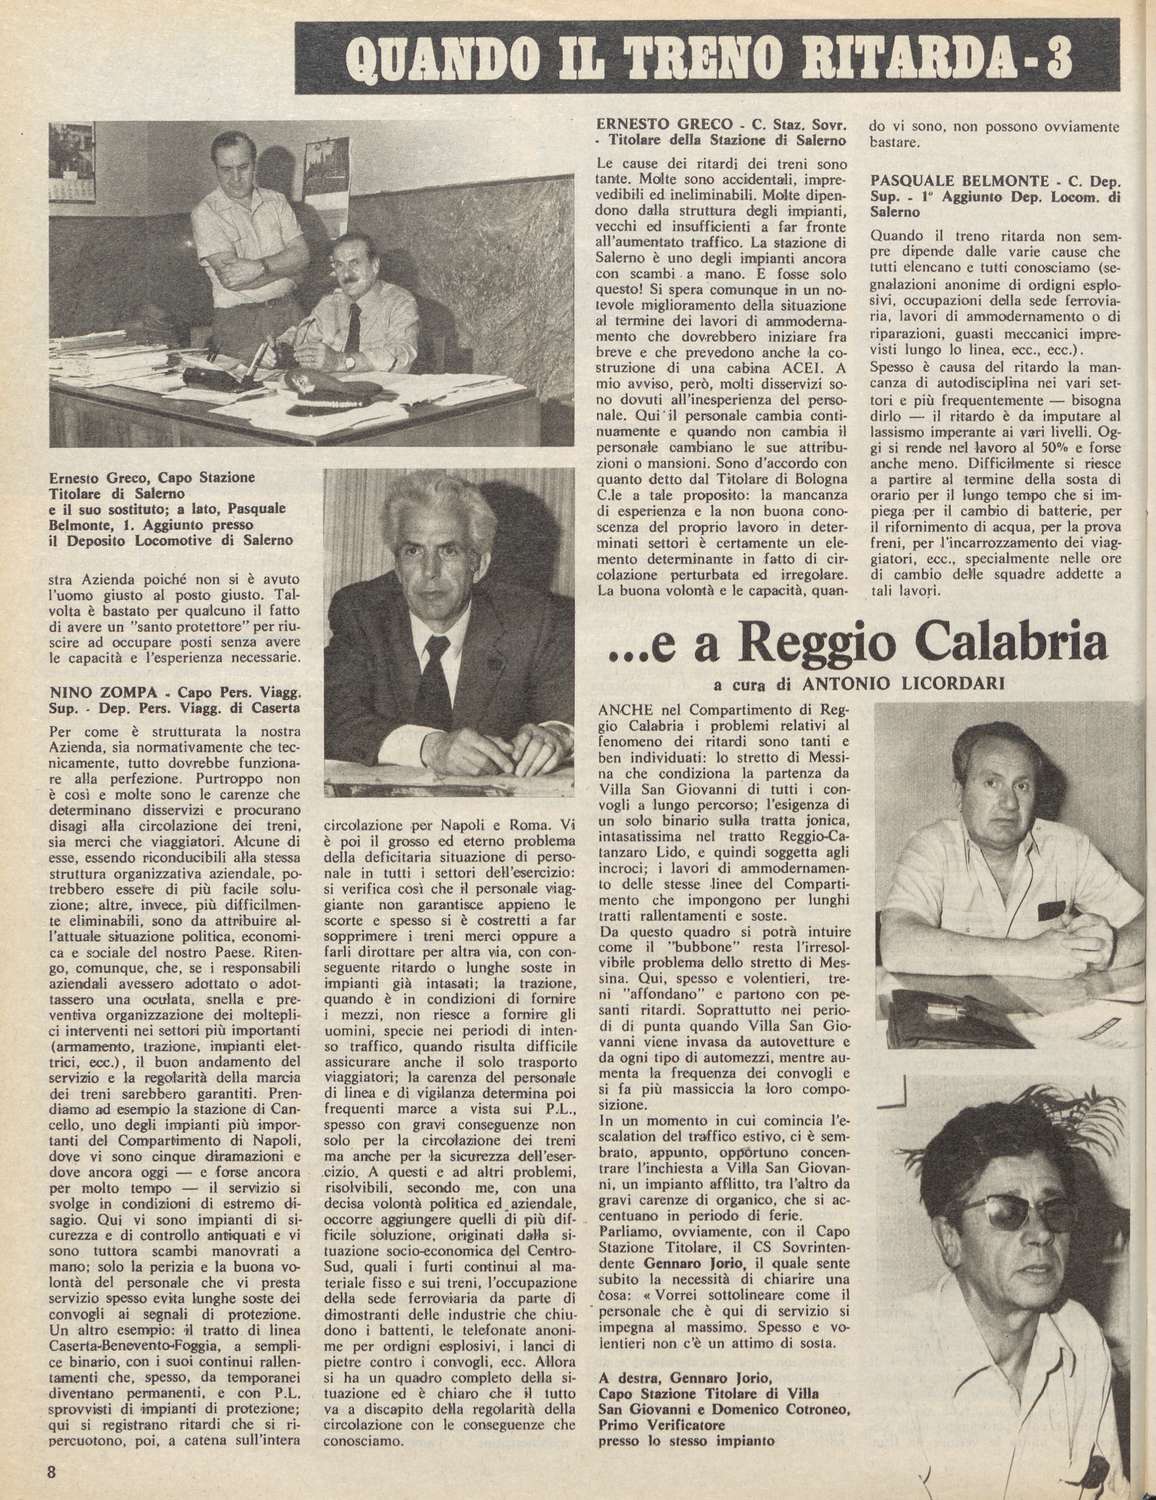 QUANDO IL TRENO RITARDA - 3
Ernesto Greco, Capo Stazione
Titolare di Salerno
e il suo sostituto; a lato, Pasquale
Belmonte, 1. Aggiunto presso
il Deposito Locomotive di Salerno
stra Azienda poiché non si è avuto
l'uomo giusto al posto giusto. Tal-
volta è bastato per qualcuno il fatto
di avere un "santo protettore" per riu-
scire ad occupare posti senza avere
le capacità e l'esperienza necessarie.
NINO ZOMPA - Capo Pers. Viagg.
Sup. - Dep. Pers. Viagg. di Caserta
Per come è strutturata la nostra
Azienda, sia normativamente che tec-
nicamente, tutto dovrebbe funziona-
re alla perfezione. Purtroppo non
è così e molte sono le carenze che
determinano disservizi e procurano
disagi alla circolazione dei treni,
sia merci che viaggiatori. Alcune di
esse, essendo riconducibili alla stessa
struttura organizzativa aziendale, po-
trebbero essere di più facile solu-
zione; altre, invece, più difficilmen-
te eliminabili, sono da attribuire al-
l'attuale situazione politica, economi-
ca e sociale del nostro Paese. Riten-
go, comunque, che, se i responsabili
aziendali avessero adottato o adot-
tassero una oculata, snella e pre-
ventiva organizzazione dei moltepli-
ci interventi nei settori più importanti
(armamento, trazione, impianti elet-
trici, ecc.), il buon andamento del
servizio e la regolarità della marcia
dei treni sarebbero garantiti. Pren-
diamo ad esempio la stazione di Can-
cello, uno degli impianti più impor-
tanti del Compartimento di Napoli,
dove vi sono cinque diramazioni e
dove ancora oggi — e forse ancora
per molto tempo — il servizio si
svolge in condizioni di estremo di-
sagio. Qui vi sono impianti di si-
curezza e di controllo antiquati e vi
sono tuttora scambi manovrati a
mano; solo la perizia e la buona vo-
lontà del personale che vi presta
servizio spesso evita lunghe soste dei
convogli ai segnali di protezione.
Un altro esempio: il tratto di linea
Caserta-Benevento-Foggia, a sempli-
ce binario, con i suoi continui rallen-
tamenti che, spesso, da temporanei
diventano permanenti, e con P.L.
sprovvisti di impianti di protezione;
qui si registrano ritardi che si ri-
percuotono, poi, a catena sull'intera
circolazione per Napoli e Roma. Vi
è poi il grosso ed eterno problema
della deficitaria situazione di perso-
nale in tutti i settori dell'esercizio:
si verifica così che il personale viag-
giante non garantisce appieno le
scorte e spesso si è costretti a far
sopprimere i treni merci oppure a
farli dirottare per altra via, con con-
seguente ritardo o lunghe soste in
impianti già intasati; la trazione,
quando è in condizioni di fornire
i mezzi, non riesce a fornire gli
uomini, specie nei periodi di inten-
so traffico, quando risulta difficile
assicurare anche il solo trasporto
viaggiatori; la carenza del personale
di linea e di vigilanza determina poi
frequenti marce a vista sui P.L.,
spesso con gravi conseguenze non
solo per la circolazione dei treni
ma anche per la sicurezza dell'eser-
cizio. A questi e ad altri problemi,
risolvibili, secondo me, con una
decisa volontà politica ed aziendale,
occorre aggiungere quelli di più dif-
ficile soluzione, originati dalla si-
tuazione socio-economica del Centro-
Sud, quali i furti continui al ma-
teriale fisso e sui treni, l'occupazione
della sede ferroviaria da parte di
dimostranti delle industrie che chiu-
dono i battenti, le telefonate anoni-
me per ordigni esplosivi, i lanci di
pietre contro i convogli, ecc. Allora
si ha un quadro completo della si-
tuazione ed è chiaro che il tutto
va a discapito della regolarità della
circolazione con le conseguenze che
conosciamo.
ERNESTO GRECO - C. Staz. Sovr.
- Titolare della Stazione di Salerno
Le cause dei ritardi dei treni sono
tante. Molte sono accidentali, impre-
vedibili ed ineliminabili. Molte dipen-
dono dalla struttura degli impianti,
vecchi ed insufficienti a far fronte
all'aumentato traffico. La stazione di
Salerno è uno degli impianti ancora
con scambi a mano. E fosse solo
questo! Si spera comunque in un no-
tevole miglioramento della situazione
al termine dei lavori di ammoderna-
mento che dovrebbero iniziare fra
breve e che prevedono anche la co-
struzione di una cabina ACEI. A
mio avviso, però, molti disservizi so-
no dovuti all'inesperienza del perso-
nale. Qui il personale cambia conti-
nuamente e quando non cambia il
personale cambiano le sue attribu-
zioni o mansioni. Sono d'accordo con
quanto detto dal Titolare di Bologna
C.le a tale proposito: la mancanza
di esperienza e la non buona cono-
scenza del proprio lavoro in deter-
minati settori è certamente un ele-
mento determinante in fatto di cir-
colazione perturbata ed irregolare.
La buona volontà e le capacità, quan-
do vi sono, non possono ovviamente
bastare.
PASQUALE BELMONTE - C. Dep.
Sup. - 1° Aggiunto Dep. Locom. di
Salerno
Quando il treno ritarda non sem-
pre dipende dalle varie cause che
tutti elencano e tutti conosciamo (se-
gnalazioni anonime di ordigni esplo-
sivi, occupazioni della sede ferrovia-
ria, lavori di ammodernamento o di
riparazioni, guasti meccanici impre-
visti lungo lo linea, ecc., ecc.).
Spesso è causa del ritardo la man-
canza di autodisciplina nei vari set-
tori e più frequentemente — bisogna
dirlo — il ritardo è da imputare al
lassismo imperante ai vari livelli. Og-
gi si rende nel lavoro al 50% e forse
anche meno. Difficilmente si riesce
a partire al termine della sosta di
orario per il lungo tempo che si im-
piega per il cambio di batterie, per
il rifornimento di acqua, per la prova
freni, per l'incarrozzamento dei viag-
giatori, ecc., specialmente nelle ore
di cambio delle squadre addette a
tali lavori.
...e a Reggio Calabria
a cura di ANTONIO LICORDARI
ANCHE nel Compartimento di Reg-
gio Calabria i problemi relativi al
fenomeno dei ritardi sono tanti e
ben individuati: lo stretto di Messi-
na che condiziona la partenza da
Villa San Giovanni di tutti i con-
vogli a lungo percorso; l'esigenza di
un solo binario sulla tratta jonica,
intasatissima nel tratto Reggio-Ca-
tanzaro Lido, e quindi soggetta agli
incroci; i lavori di ammodernamen-
to delle stesse linee del Comparti-
mento che impongono per lunghi
tratti rallentamenti e soste.
Da questo quadro si potrà intuire
come il "bubbone" resta l'irresol-
vibile problema dello stretto di Mes-
sina. Qui, spesso e volentieri, tre-
ni "affondano" e partono con pe-
santi ritardi. Soprattutto nei perio-
di di punta quando Villa San Gio-
vanni viene invasa da autovetture e
da ogni tipo di automezzi, mentre au-
menta la frequenza dei convogli e
si fa più massiccia la loro compo-
sizione.
In un momento in cui comincia l'e-
scalation del traffico estivo, ci è sem-
brato, appunto, opportuno concen-
trare l'inchiesta a Villa San Giovan-
ni, un impianto afflitto, tra l'altro da
gravi carenze di organico, che si ac-
centuano in periodo di ferie.
Parliamo, ovviamente, con il Capo
Stazione Titolare, il CS Sovrinten-
dente Gennaro Jorio, il quale sente
subito la necessità di chiarire una
cosa: « Vorrei sottolineare come il
personale che è qui di servizio si
impegna al massimo. Spesso e vo-
lentieri non c'è un attimo di sosta.
A destra, Gennaro Jorio,
Capo Stazione Titolare di Villa
San Giovanni e Domenico Cotroneo,
Primo Verificatore
presso lo stesso impianto
8